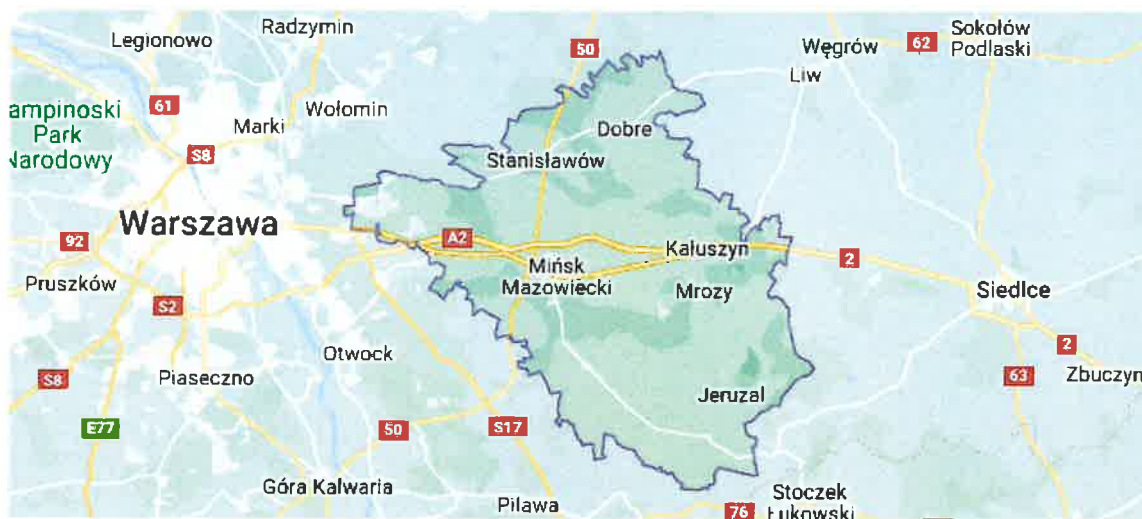 Legionowo
Radzymin
50
Węgrów
62
Sokołów
Podlaski
Liw
61
Wołomin
ampinoski
Park
Narodowy
Marki
S8
Dobre
Stanisławów
Warszawa
92
A2
Kałuszyn
2
Pruszków
Mińsk
Mazowiecki
Mrozy
Siedlce
S2
Otwock
2
S8
Piaseczno
63
Zbuczyn
Jeruzal
E77
50
S17
Góra Kalwaria
Pilawa
76
Stoczek
Łukowski